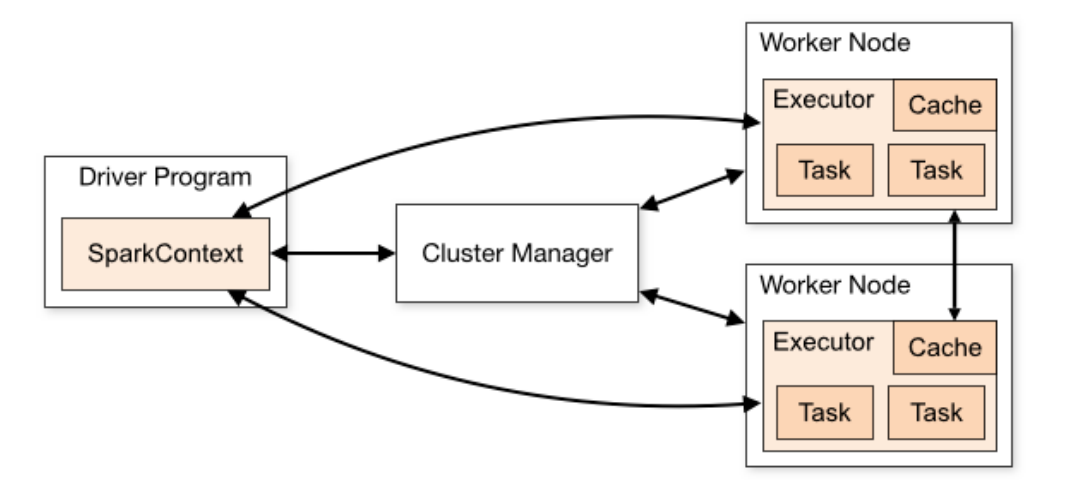 Driver Program
SparkContext
Cluster Manager
Worker Node
Executor
Cache
Task
Task
Worker Node
Executor
Cache
Task
Task